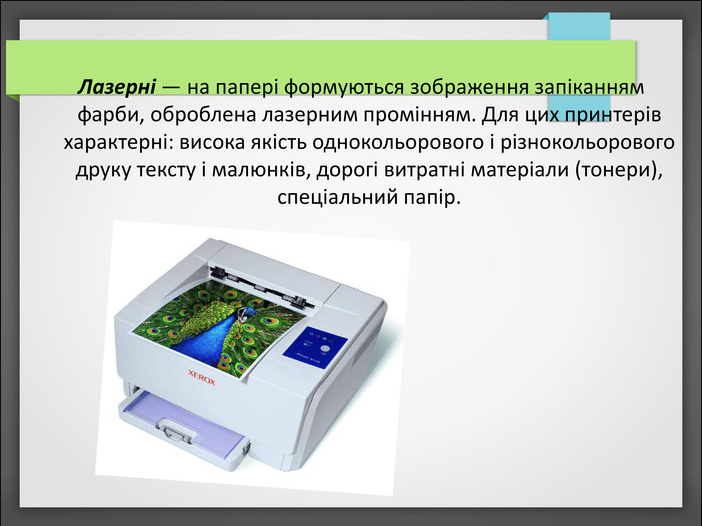 Лазерні — на папері формуються зображення запіканням
фарби, оброблена лазерним промінням. Для цих принтерів
характерні: висока якість однокольорового і різнокольорового
друку тексту і малюнків, дорогі витратні матеріали (тонери),
спеціальний папір.
XEROX